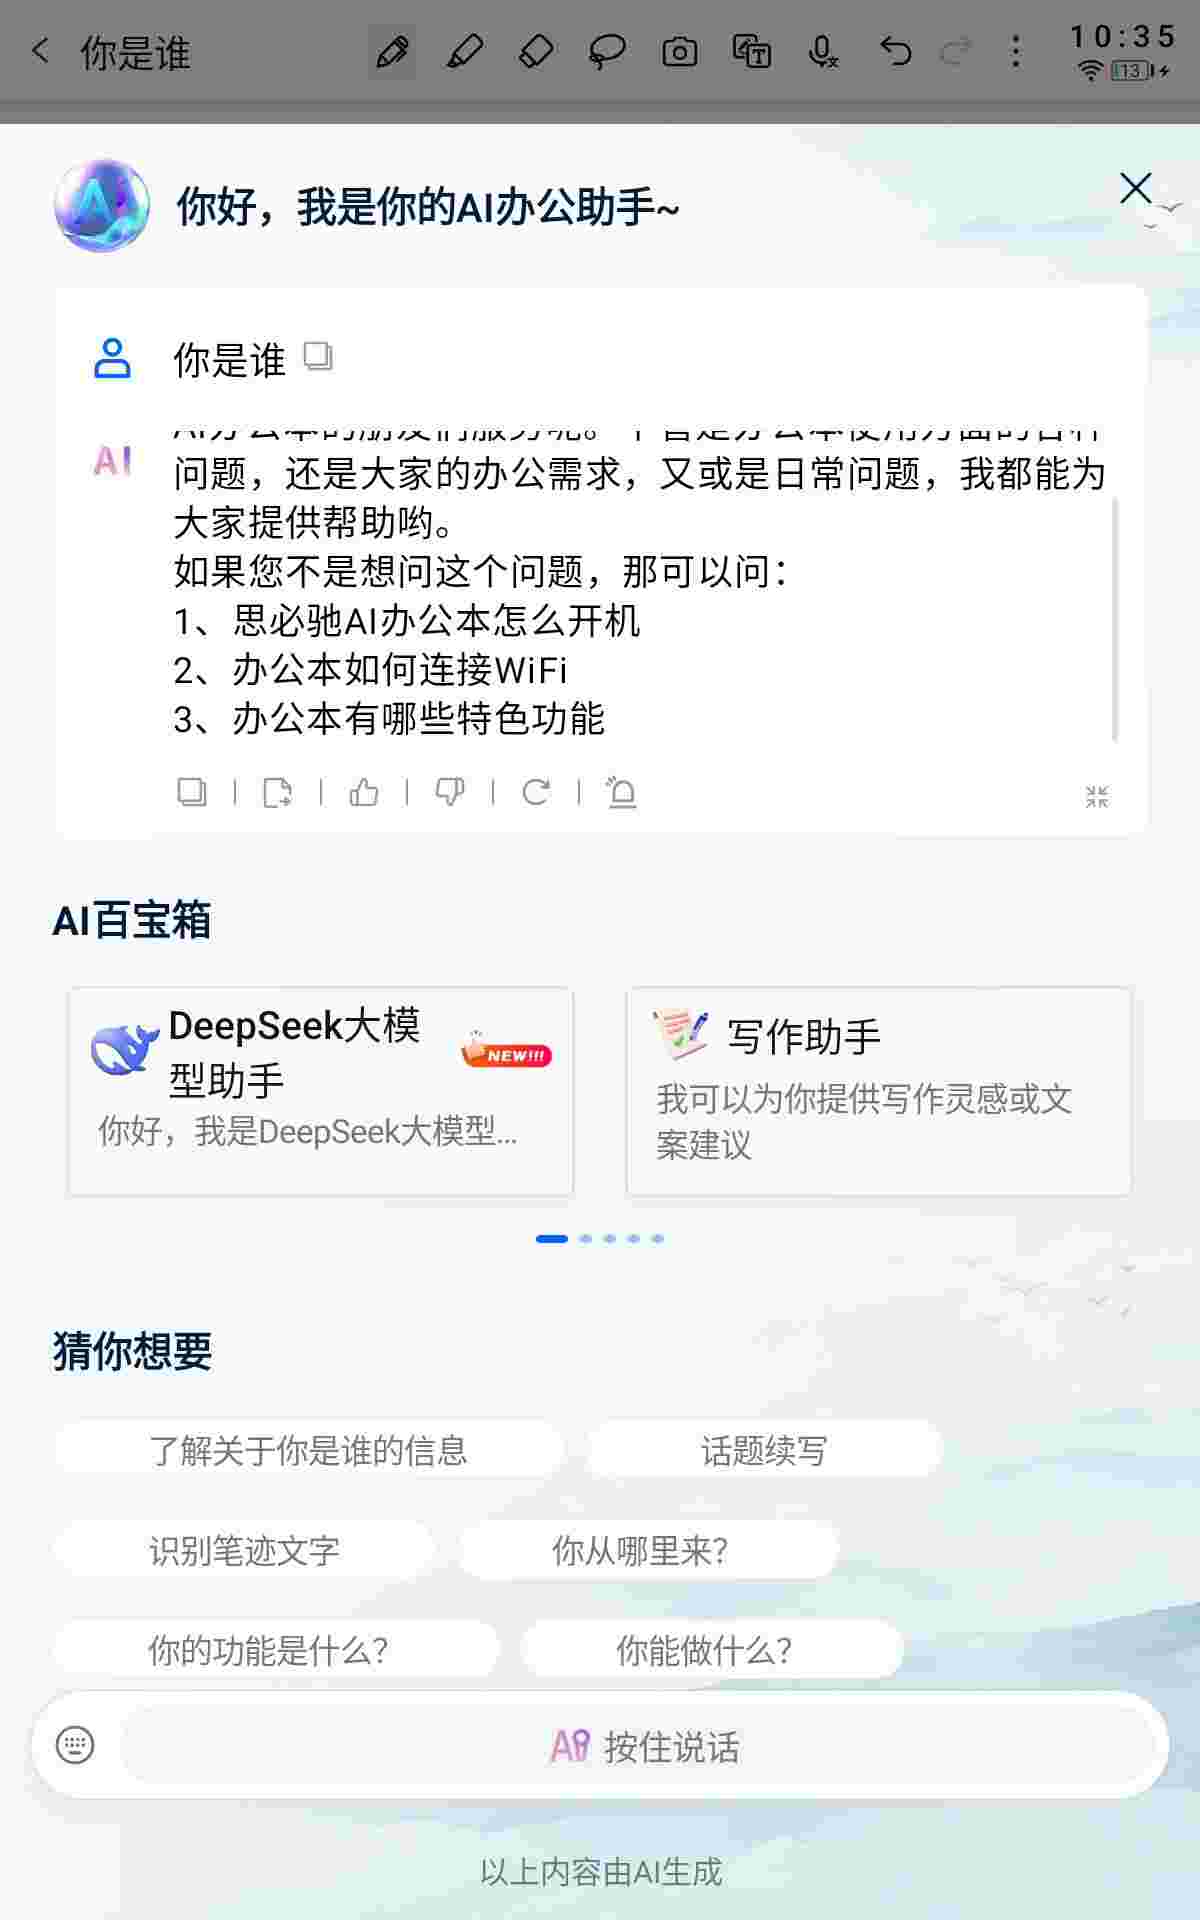 你是谁
10:35
13
你好，我是你的AI办公助手~
你是谁
AI
问题，还是大家的办公需求，又或是日常问题，我都能为
大家提供帮助哟。
如果您不是想问这个问题，那可以问：
1、思必驰AI办公本怎么开机
2、办公本如何连接WiFi
3、办公本有哪些特色功能
AI百宝箱
DeepSeek大模
型助手
NEW!!!
你好，我是DeepSeek大模型...
写作助手
我可以为你提供写作灵感或文
案建议
猜你想要
了解关于你是谁的信息
话题续写
识别笔迹文字
你从哪里来？
你的功能是什么？
你能做什么？
AI 按住说话
以上内容由AI生成